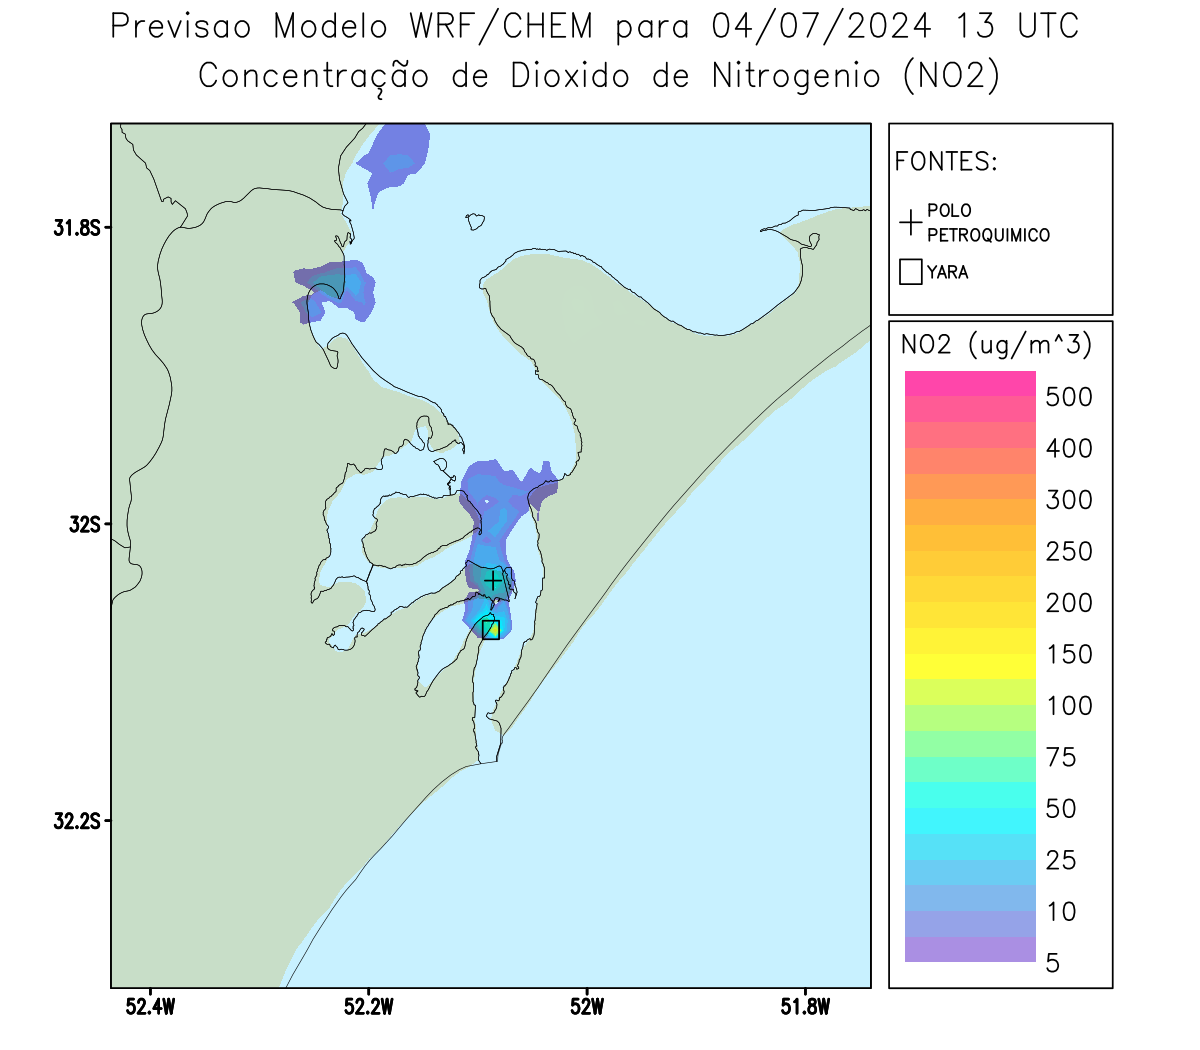 Previsao Modelo WRF/CHEM para 04/07/2024 13 UTC
Concentração de Dioxido de Nitrogenio (NO2)
FONTES:
POLO
PETROQUIMICO
YARA
31.8S
32S
32.2S
52.4W
52.2W
52W
51.8W
NO2 (ug/m^3)
500
400
300
250
200
150
100
75
50
25
10
5